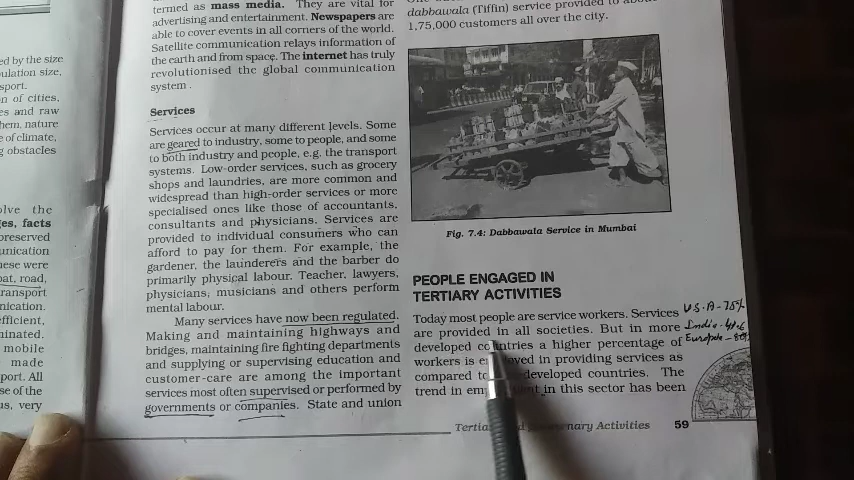 ed by the size
ulation size,
sport.
n of cities,
es and raw
hem, nature
e of climate,
g obstacles
olve the
ges, facts
preserved
unication
hese were
oat, road,
ransport
nication.
efficient,
ninated.
mobile
made
port. All
se of the
us, very
termed as mass media. They are vital for
advertising and entertainment. Newspapers are
able to cover events in all corners of the world.
Satellite communication relays information of
the earth and from space. The internet has truly
revolutionised the global communication
system .
Services
Services occur at many different levels. Some
are geared to industry, some to people, and some
to both industry and people, e.g. the transport
systems. Low-order services, such as grocery
shops and laundries, are more common and
widespread than high-order services or more
specialised ones like those of accountants,
consultants and physicians. Services are
provided to individual consumers who can
afford to pay for them. For example, the
gardener, the launderers and the barber do
primarily physical labour. Teacher, lawyers,
physicians, musicians and others perform
mental labour.
Many services have now been regulated.
Making and maintaining highways and
bridges, maintaining fire fighting departments
and supplying or supervising education and
customer-care are among the important
services most often supervised or performed by
governments or companies. State and union
dabbawala (Tiffin) service provided to about
1,75,000 customers all over the city.
Fig. 7.4: Dabbawala Service in Mumbai
PEOPLE ENGAGED IN
TERTIARY ACTIVITIES
Today most people are service workers. Services
are provided in all societies. But in more
developed countries a higher percentage of
workers is employed in providing services as
compared to developed countries. The
trend in in this sector has been
U.S.A - 75%
India -
Europe - 
Activities 59